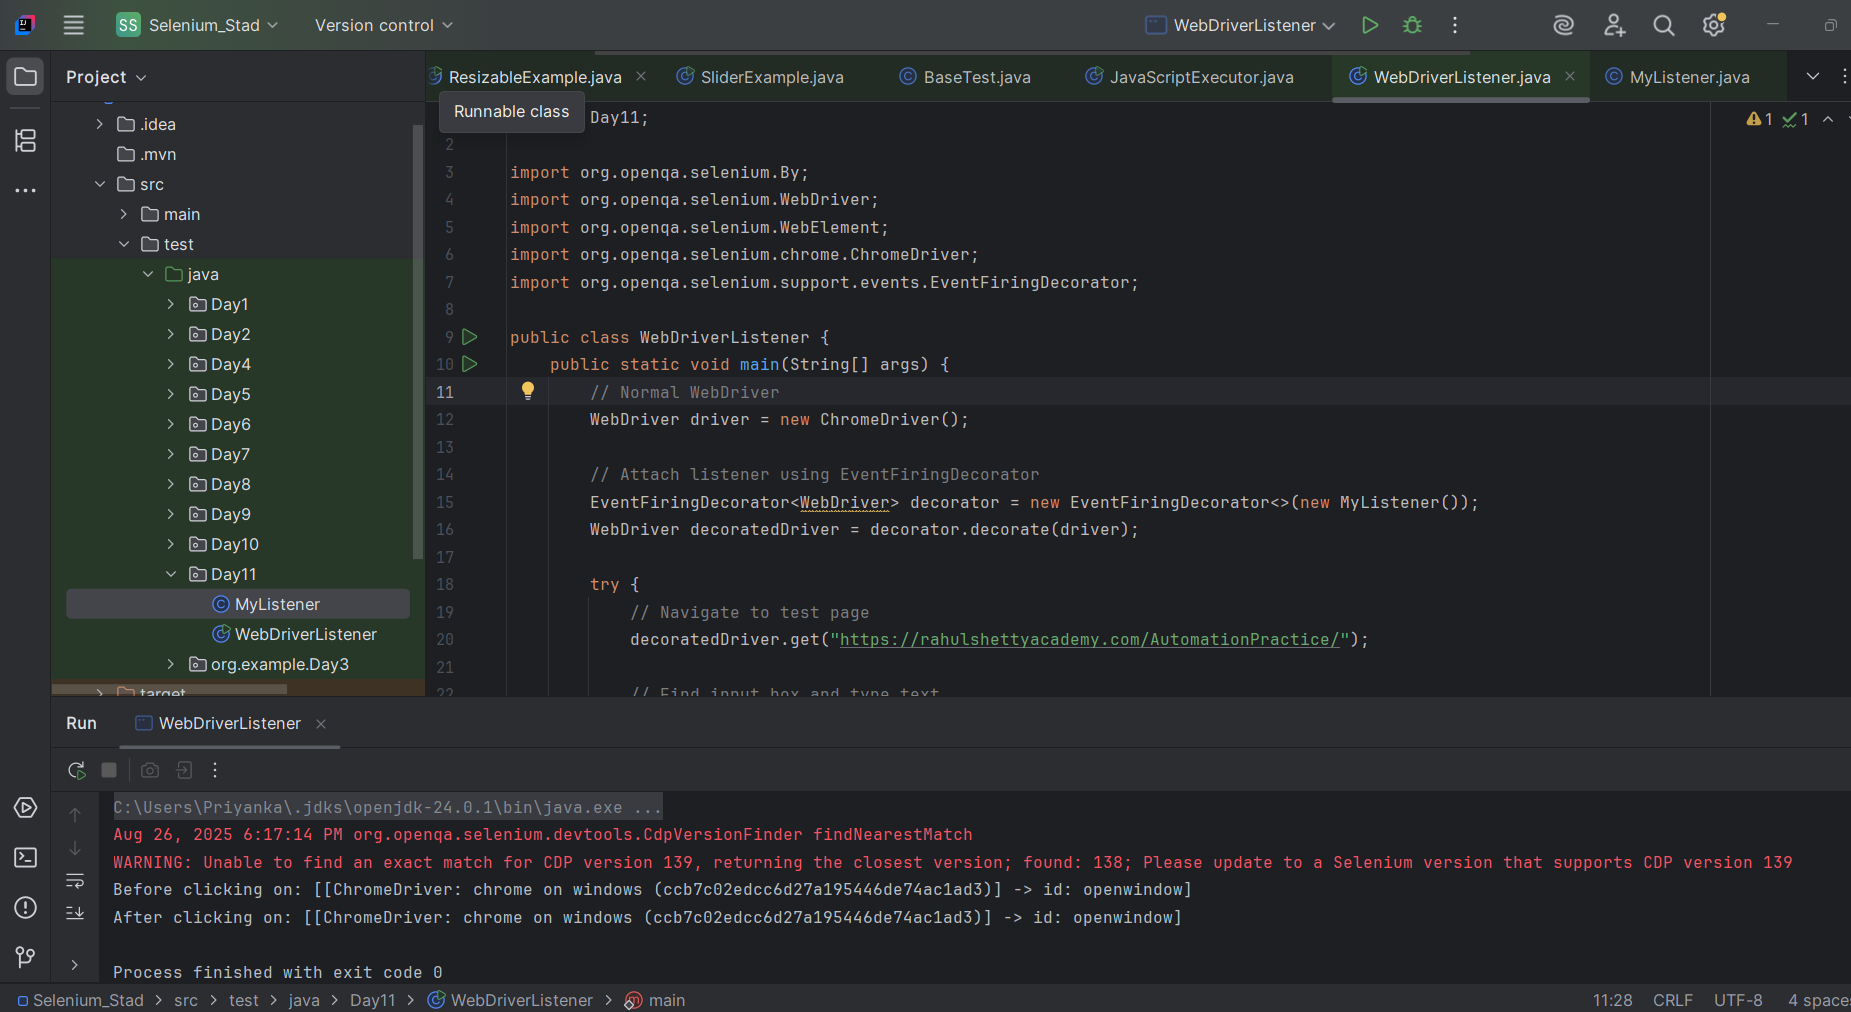 SS Selenium_Stad Version control WebDriverListener
Project
ResizableExample.java SliderExample.java BaseTest.java JavaScriptExecutor.java WebDriverListener.java MyListener.java
Runnable class
.idea
.mvn
src
main
test
java
Day1
Day2
Day4
Day5
Day6
Day7
Day8
Day9
Day10
Day11
MyListener
WebDriverListener
org.example.Day3
target
Day11;
1 1
2
3 import org.openqa.selenium.By;
4 import org.openqa.selenium.WebDriver;
5 import org.openqa.selenium.WebElement;
6 import org.openqa.selenium.chrome.ChromeDriver;
7 import org.openqa.selenium.support.events.EventFiringDecorator;
8
9 public class WebDriverListener {
10 public static void main(String[] args) {
11 // Normal WebDriver
12 WebDriver driver = new ChromeDriver();
13
14 // Attach listener using EventFiringDecorator
15 EventFiringDecorator<WebDriver> decorator = new EventFiringDecorator<>(new MyListener());
16 WebDriver decoratedDriver = decorator.decorate(driver);
17
18 try {
19 // Navigate to test page
20 decoratedDriver.get("https://rahulshettyacademy.com/AutomationPractice/");
21
22 // Find input box and type text
Run WebDriverListener
C:\Users\Priyanka\.jdks\openjdk-24.0.1\bin\java.exe ...
Aug 26, 2025 6:17:14 PM org.openqa.selenium.devtools.CdpVersionFinder findNearestMatch
WARNING: Unable to find an exact match for CDP version 139, returning the closest version; found: 138; Please update to a Selenium version that supports CDP version 139
Before clicking on: [[ChromeDriver: chrome on windows (ccb7c02edcc6d27a195446de74ac1ad3)] -> id: openwindow]
After clicking on: [[ChromeDriver: chrome on windows (ccb7c02edcc6d27a195446de74ac1ad3)] -> id: openwindow]
Process finished with exit code 0
Selenium_Stad > src > test > java > Day11 > WebDriverListener > main 11:28 CRLF UTF-8 4 spaces